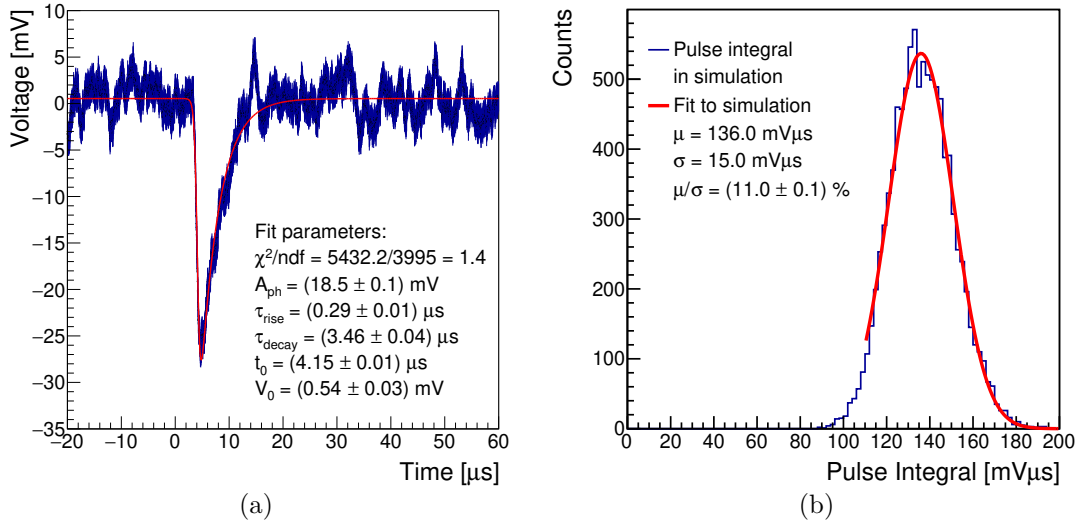 Voltage [mV]
10
5
0
−5
−10
−15
−20
−25
−30
−35
Fit parameters:
χ²/ndf = 5432.2/3995 = 1.4
A_ph = (18.5 ± 0.1) mV
τ_rise = (0.29 ± 0.01) μs
τ_decay = (3.46 ± 0.04) μs
t_0 = (4.15 ± 0.01) μs
V_0 = (0.54 ± 0.03) mV
−20 −10 0 10 20 30 40 50 60
Time [μs]
(a)
Counts
500
400
300
200
100
0
Pulse integral
in simulation
Fit to simulation
μ = 136.0 mVμs
σ = 15.0 mVμs
μ/σ = (11.0 ± 0.1) %
0 20 40 60 80 100 120 140 160 180 200
Pulse Integral [mVμs]
(b)